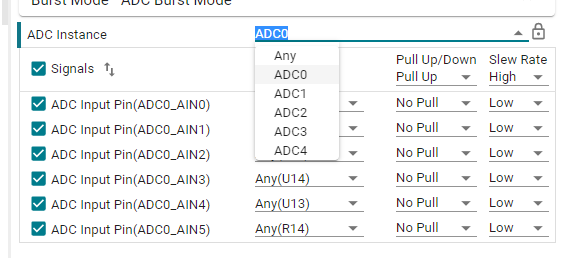 Burst Mode ADC Burst Mode
ADC Instance ADC0
Any
ADC0
ADC1
ADC2
ADC3
ADC4
Signals Pull Up/Down Slew Rate
Pull Up High
ADC Input Pin(ADC0_AIN0) No Pull Low
ADC Input Pin(ADC0_AIN1) No Pull Low
ADC Input Pin(ADC0_AIN2) No Pull Low
ADC Input Pin(ADC0_AIN3) Any(U14) No Pull Low
ADC Input Pin(ADC0_AIN4) Any(U13) No Pull Low
ADC Input Pin(ADC0_AIN5) Any(R14) No Pull Low